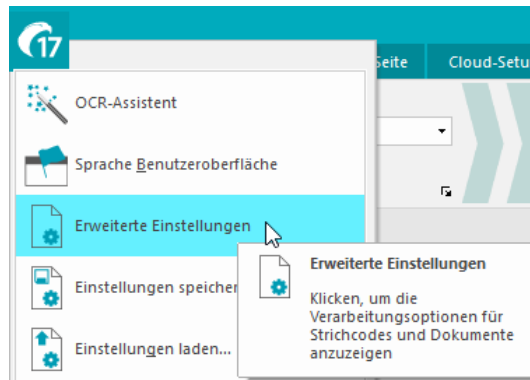 17
Seite
Cloud-Setu
OCR-Assistent
Sprache Benutzeroberfläche
Erweiterte Einstellungen
Einstellungen speicher
Einstellungen laden...
Erweiterte Einstellungen
Klicken, um die
Verarbeitungsoptionen für
Strichcodes und Dokumente
anzuzeigen